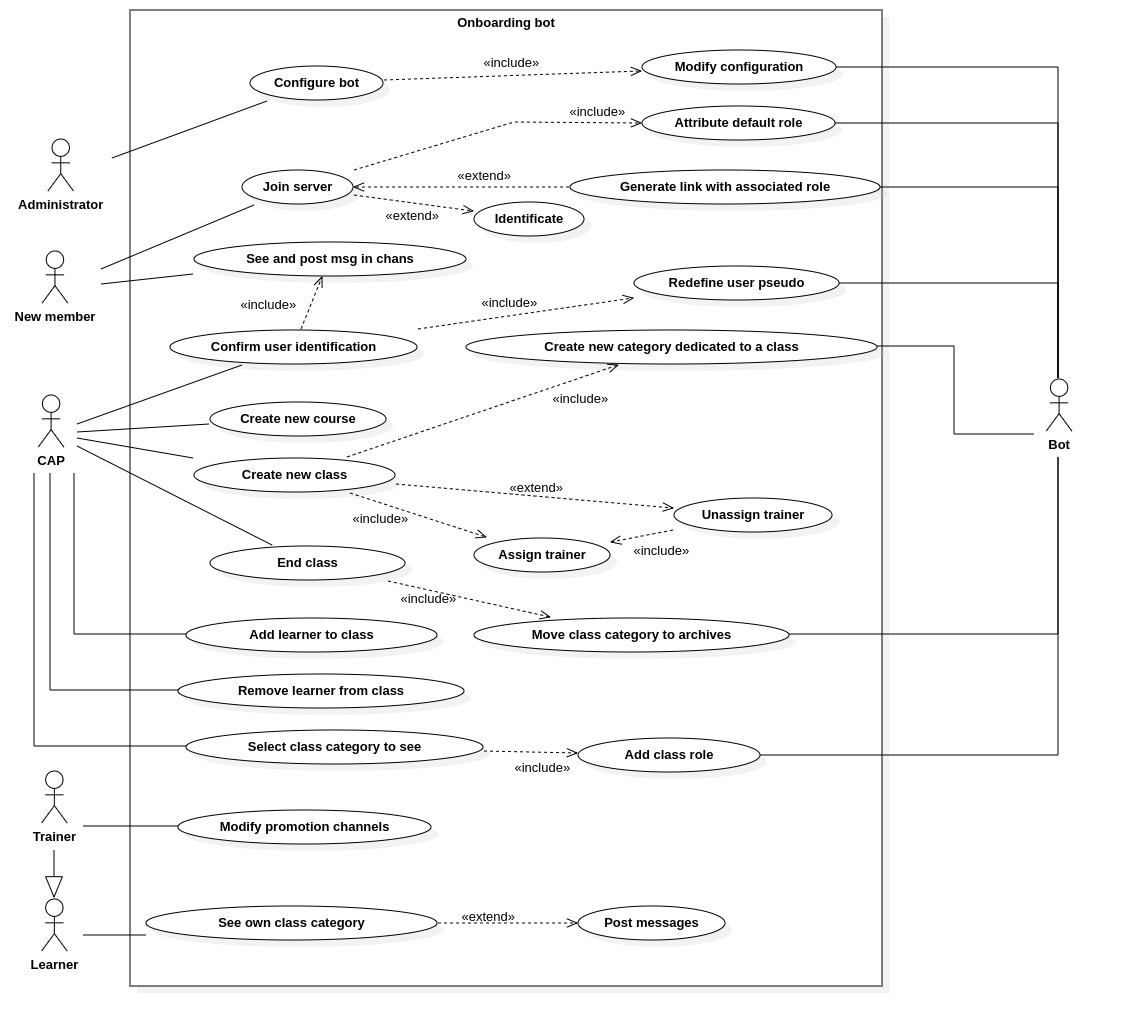 Onboarding bot
«include»
Configure bot
Modify configuration
«include»
Attribute default role
Administrator
«extend»
Join server
Generate link with associated role
«extend»
Identificate
New member
See and post msg in chans
«include»
«include»
Redefine user pseudo
Confirm user identification
Create new category dedicated to a class
«include»
CAP
Create new course
Bot
Create new class
«extend»
«include»
Unassign trainer
Assign trainer
«include»
End class
«include»
Add learner to class
Move class category to archives
Remove learner from class
Select class category to see
Add class role
«include»
Trainer
Modify promotion channels
Learner
See own class category
«extend»
Post messages